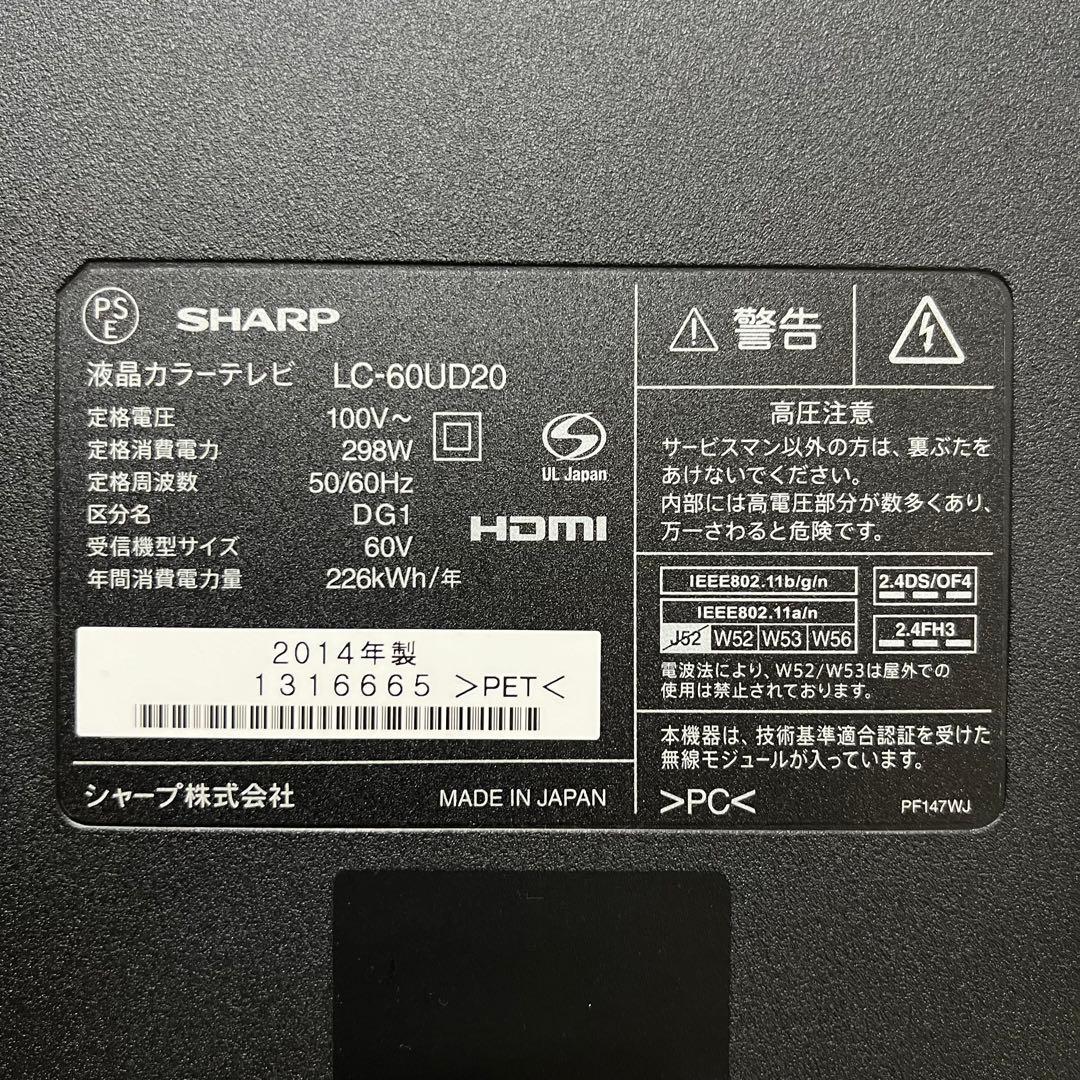 PSE SHARP
液晶カラーテレビ LC-60UD20
定格電圧 100V～
定格消費電力 298W
定格周波数 50/60Hz
区分名 DG1
受信機型サイズ 60V
年間消費電力量 226kWh/年
UL Japan
HDMI
2014年製
1316665 >PET<
シャープ株式会社 MADE IN JAPAN
警告
高圧注意
サービスマン以外の方は、裏ぶたを
あけないでください。
内部には高電圧部分が数多くあり、
万一さわると危険です。
IEEE802.11b/g/n
IEEE802.11a/n
J52 W52 W53 W56
2.4DS/OF4
2.4FH3
電波法により、W52/W53は屋外での
使用は禁止されております。
本機器は、技術基準適合認証を受けた
無線モジュールが入っています。
>PC< PF147WJ